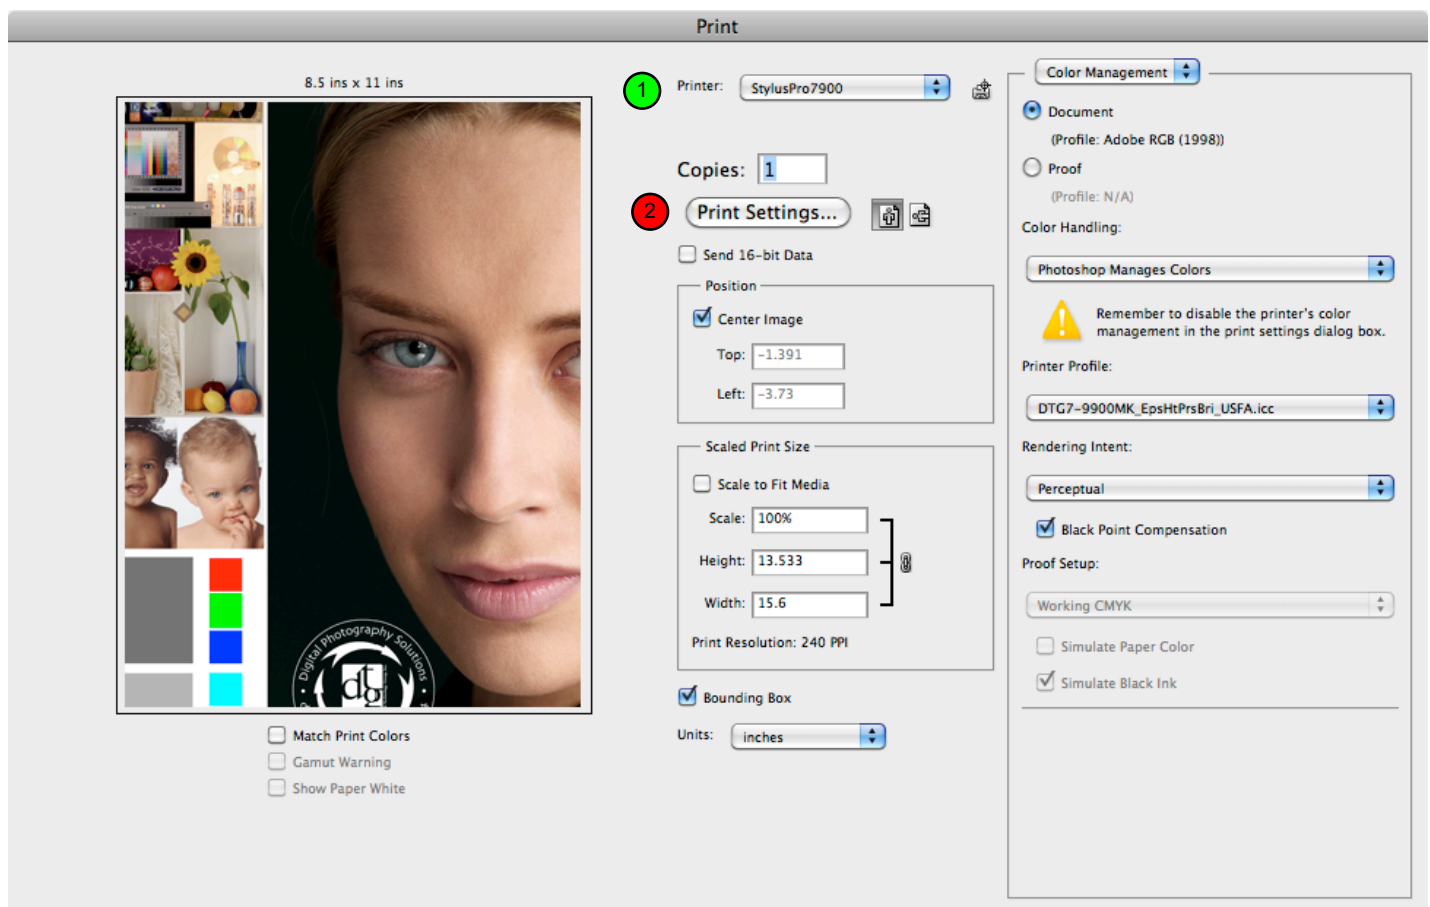 Print
8.5 ins x 11 ins
Digital Photography Solutions
dtg
Match Print Colors
Gamut Warning
Show Paper White
1
Printer: StylusPro7900
Copies: 1
2
Print Settings...
Send 16-bit Data
Position
Center Image
Top: -1.391
Left: -3.73
Scaled Print Size
Scale to Fit Media
Scale: 100%
Height: 13.533
Width: 15.6
Print Resolution: 240 PPI
Bounding Box
Units: inches
Color Management
Document
(Profile: Adobe RGB (1998))
Proof
(Profile: N/A)
Color Handling:
Photoshop Manages Colors
Remember to disable the printer's color
management in the print settings dialog box.
Printer Profile:
DTG7-9900MK_EpsHtPrsBri_USFA.icc
Rendering Intent:
Perceptual
Black Point Compensation
Proof Setup:
Working CMYK
Simulate Paper Color
Simulate Black Ink